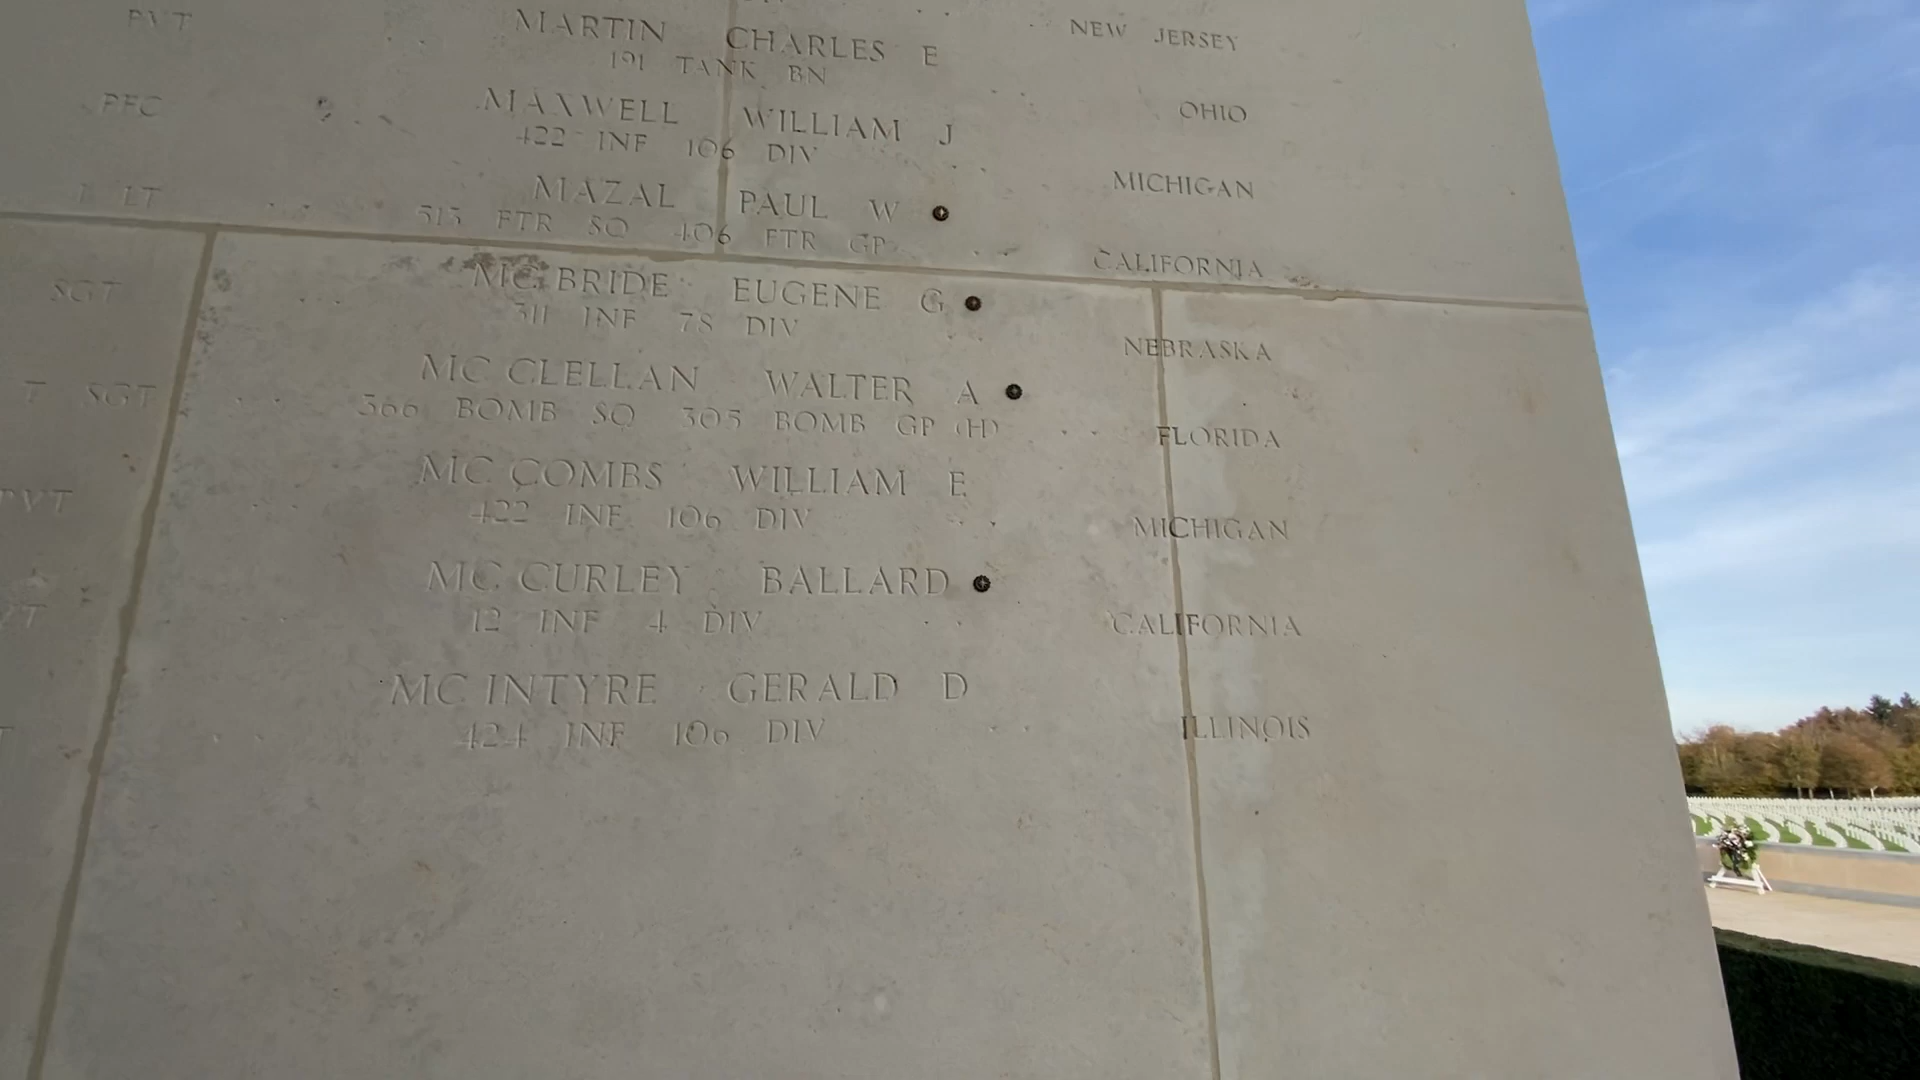 PVT MARTIN CHARLES E NEW JERSEY
191 TANK BN
PFC MAXWELL WILLIAM J OHIO
422 INF 106 DIV
1 LT MAZAL PAUL W MICHIGAN
513 FTR SQ 406 FTR GP
SGT MC BRIDE EUGENE G CALIFORNIA
311 INF 78 DIV
T SGT MC CLELLAN WALTER A NEBRASKA
366 BOMB SQ 305 BOMB GP (H)
PVT MC COMBS WILLIAM E FLORIDA
422 INF 106 DIV
MC CURLEY BALLARD MICHIGAN
12 INF 4 DIV
MC INTYRE GERALD D CALIFORNIA
424 INF 106 DIV
ILLINOIS